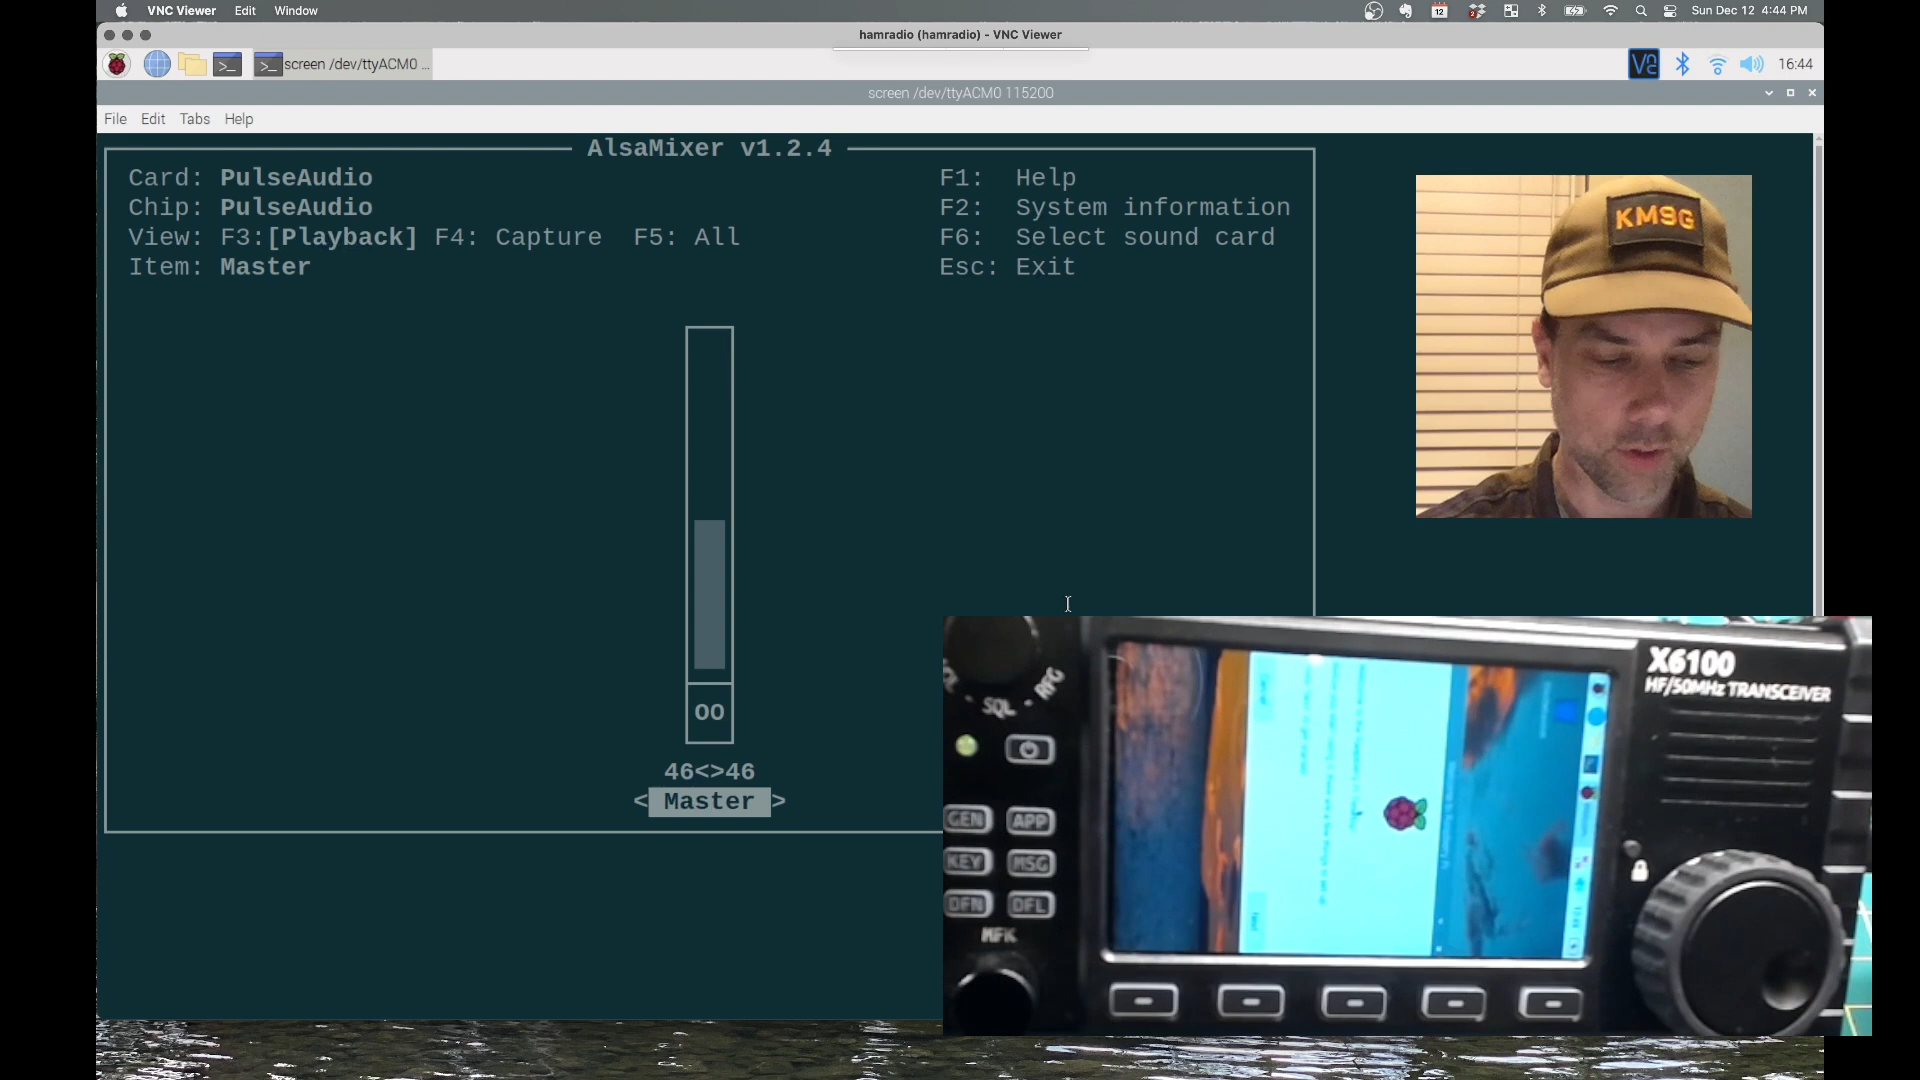 VNC Viewer Edit Window
12
2
Sun Dec 12 4:44 PM
hamradio (hamradio) - VNC Viewer
screen /dev/ttyACM0 ...
16:44
screen /dev/ttyACM0 115200
File Edit Tabs Help
AlsaMixer v1.2.4
Card: PulseAudio
F1: Help
Chip: PulseAudio
F2: System information
View: F3:[Playback] F4: Capture F5: All
F6: Select sound card
Item: Master
Esc: Exit
KM9G
OO
46<>46
< Master >
X6100
HF/50MHz TRANSCEIVER
SQL - RFG
GEN APP
KEY MSG
DFN DFL
MFK